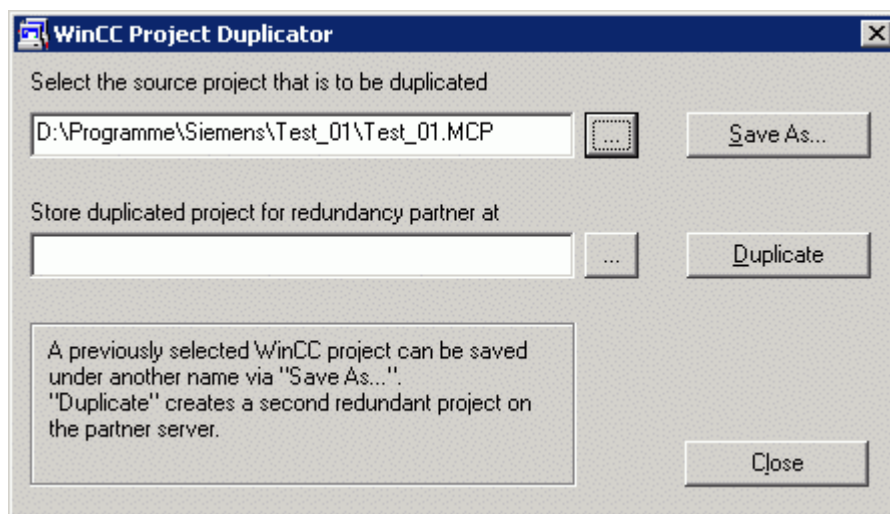 WinCC Project Duplicator
Select the source project that is to be duplicated
D:\Programme\Siemens\Test_01\Test_01.MCP
...
Save As...
Store duplicated project for redundancy partner at
...
Duplicate
A previously selected WinCC project can be saved
under another name via "Save As...".
"Duplicate" creates a second redundant project on
the partner server.
Close